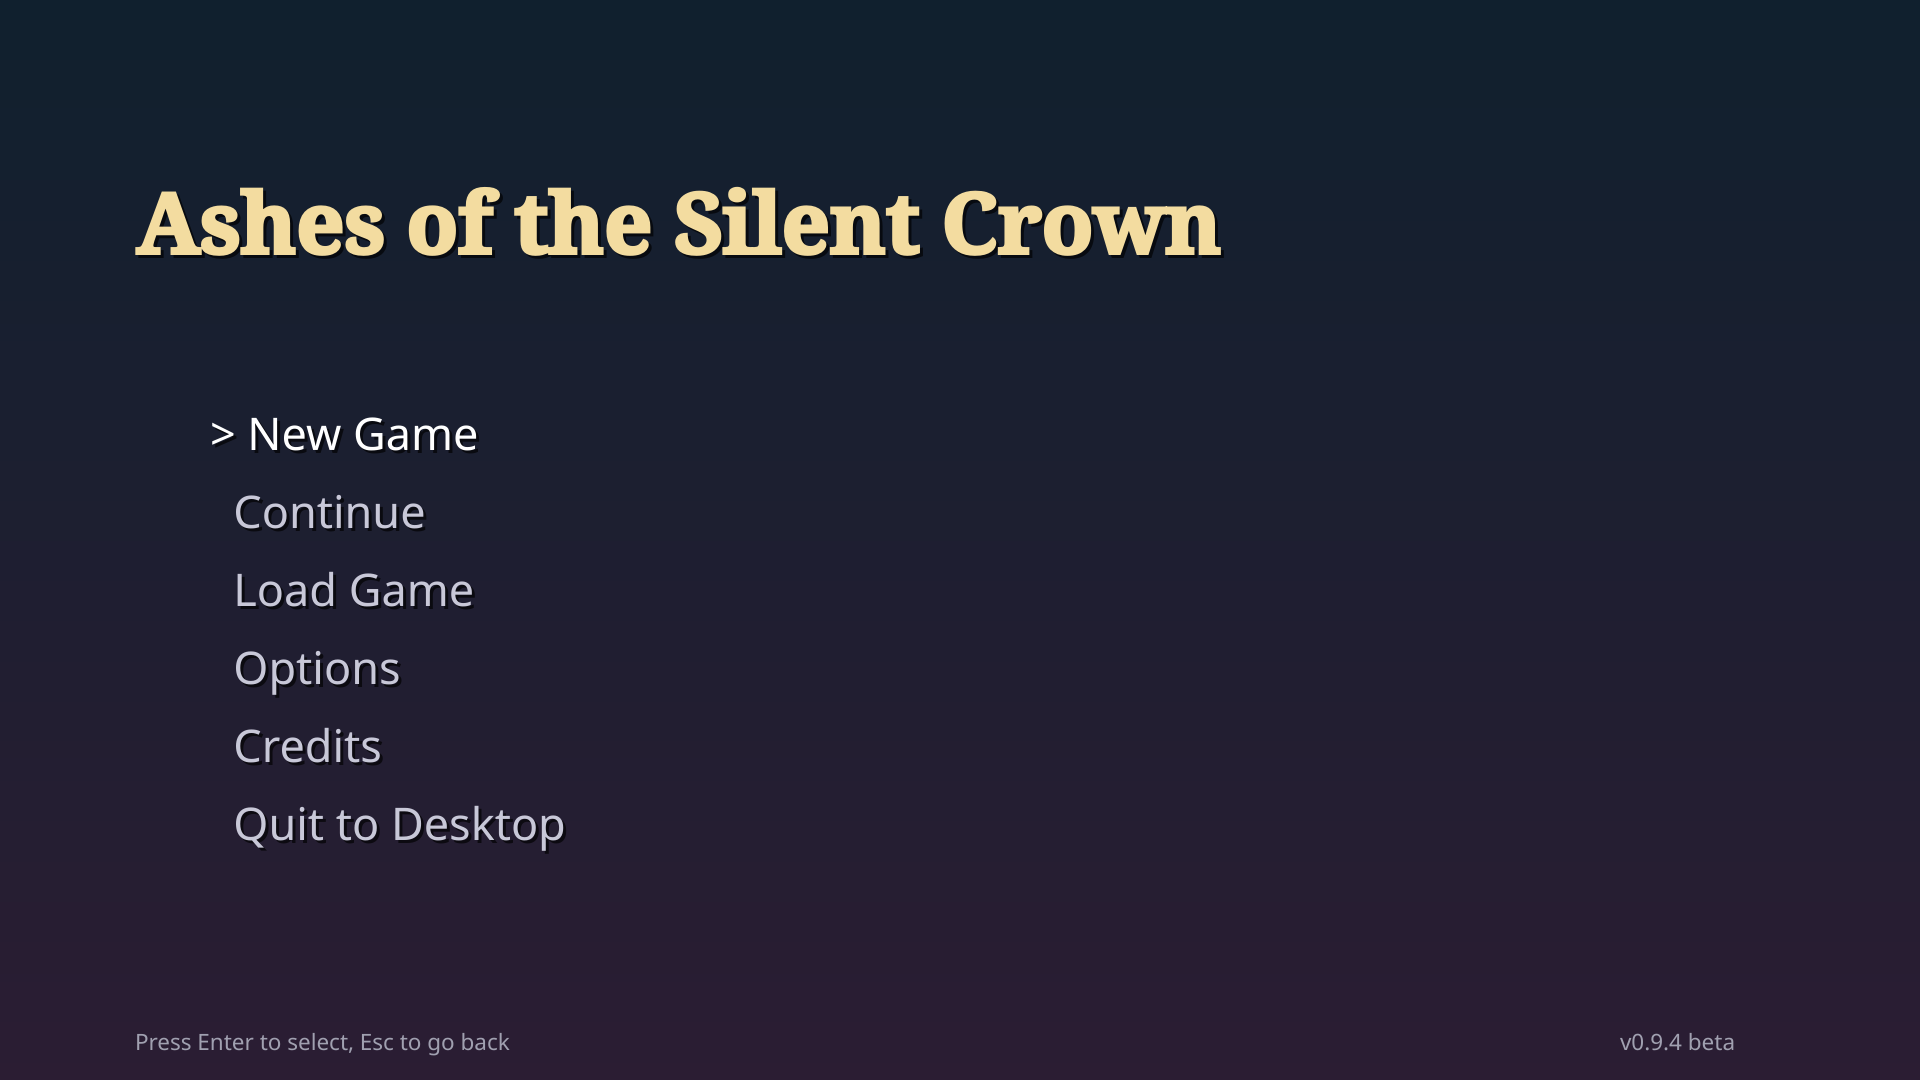 Ashes of the Silent Crown
> New Game
Continue
Load Game
Options
Credits
Quit to Desktop
Press Enter to select, Esc to go back
v0.9.4 beta